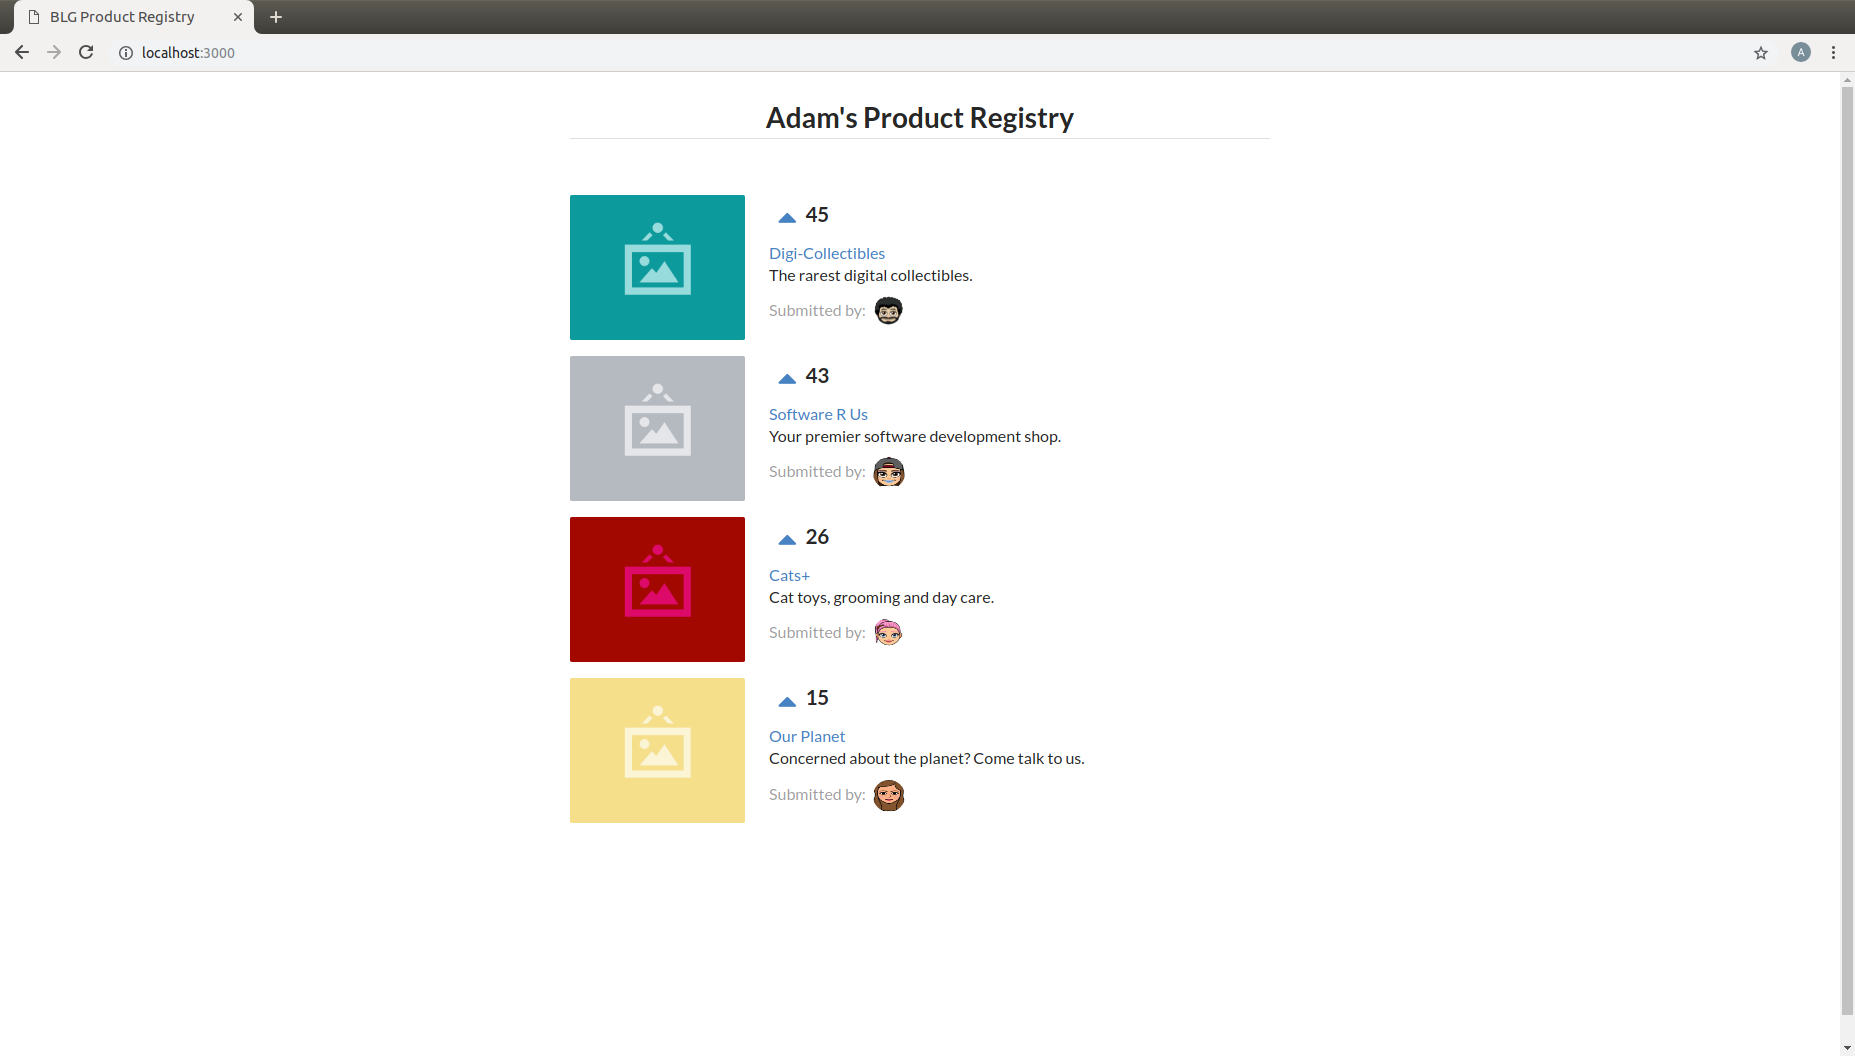 BLG Product Registry
localhost:3000
A
Adam's Product Registry
45
Digi-Collectibles
The rarest digital collectibles.
Submitted by:
43
Software R Us
Your premier software development shop.
Submitted by:
26
Cats+
Cat toys, grooming and day care.
Submitted by:
15
Our Planet
Concerned about the planet? Come talk to us.
Submitted by: